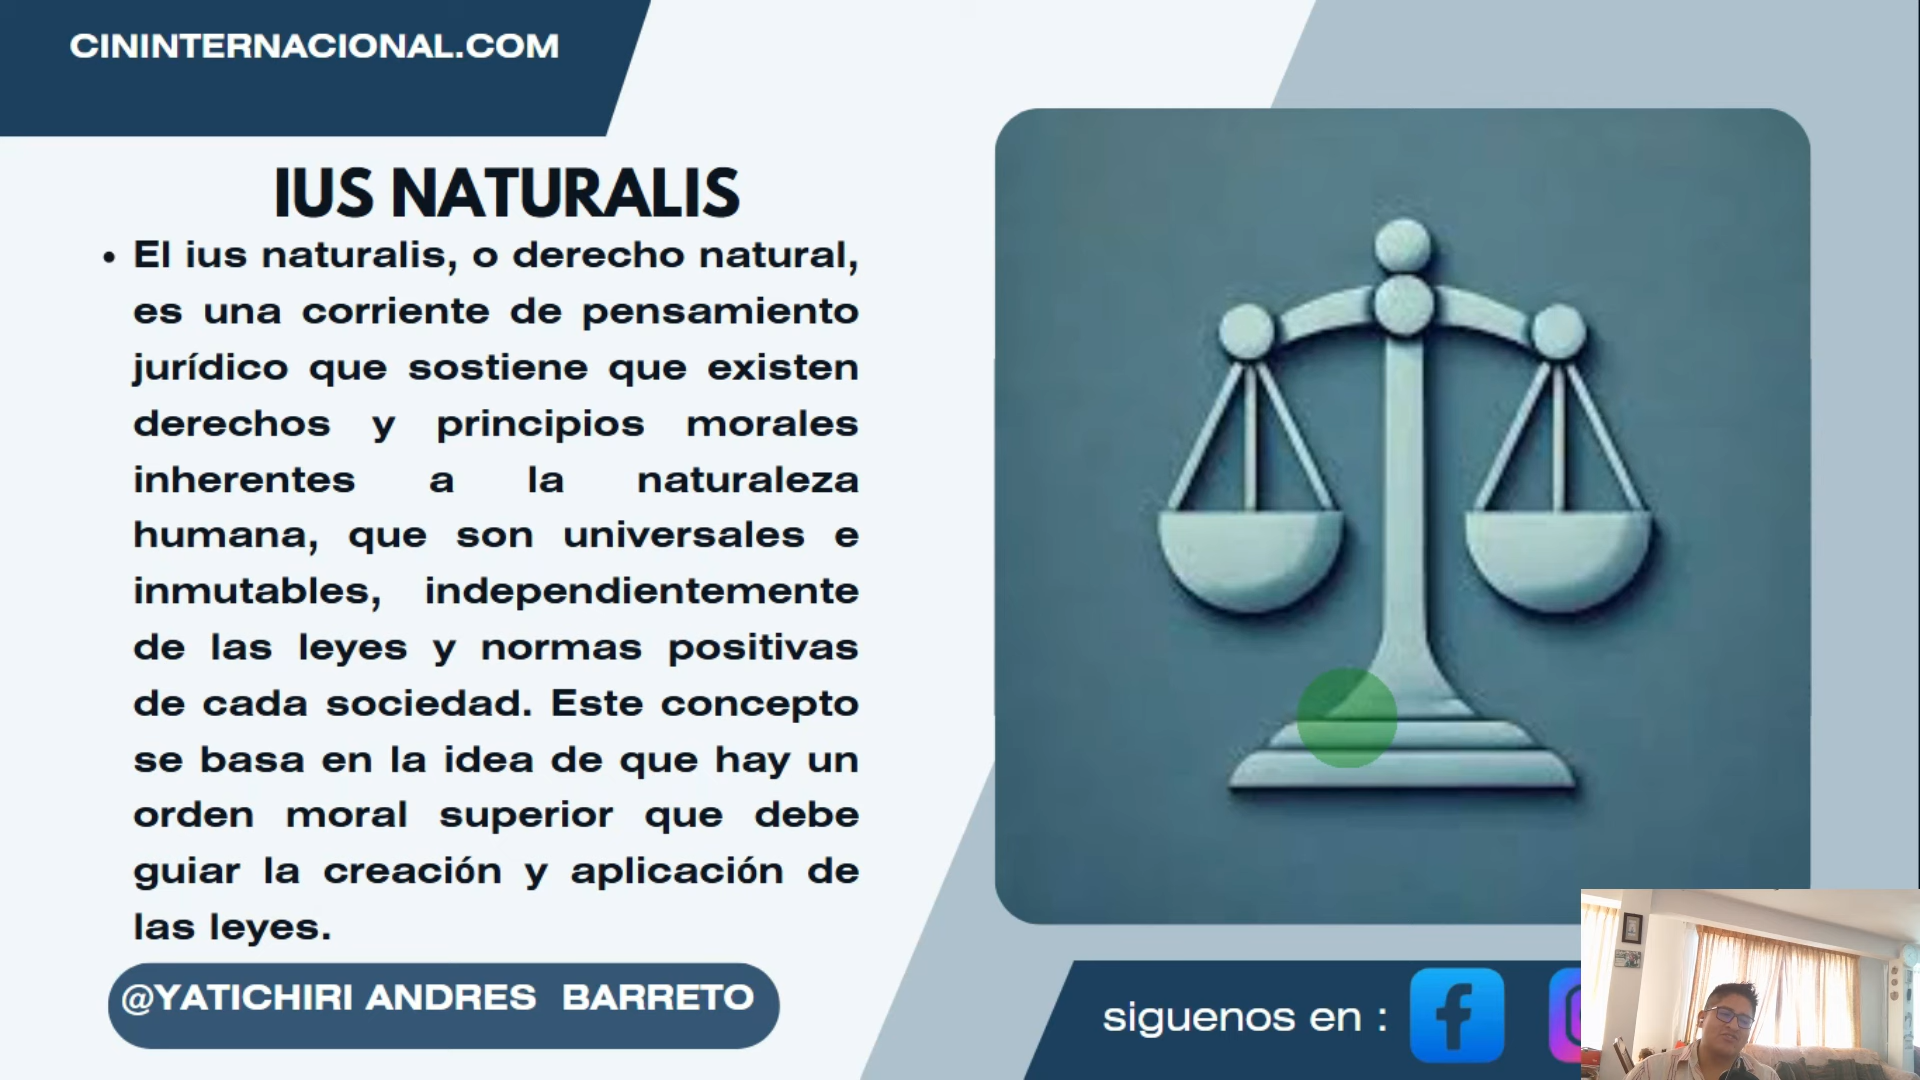 CININTERNACIONAL.COM
IUS NATURALIS
• El ius naturalis, o derecho natural,
es una corriente de pensamiento
jurídico que sostiene que existen
derechos y principios morales
inherentes a la naturaleza
humana, que son universales e
inmutables, independientemente
de las leyes y normas positivas
de cada sociedad. Este concepto
se basa en la idea de que hay un
orden moral superior que debe
guiar la creación y aplicación de
las leyes.
@YATICHIRI ANDRES BARRETO
siguenos en :